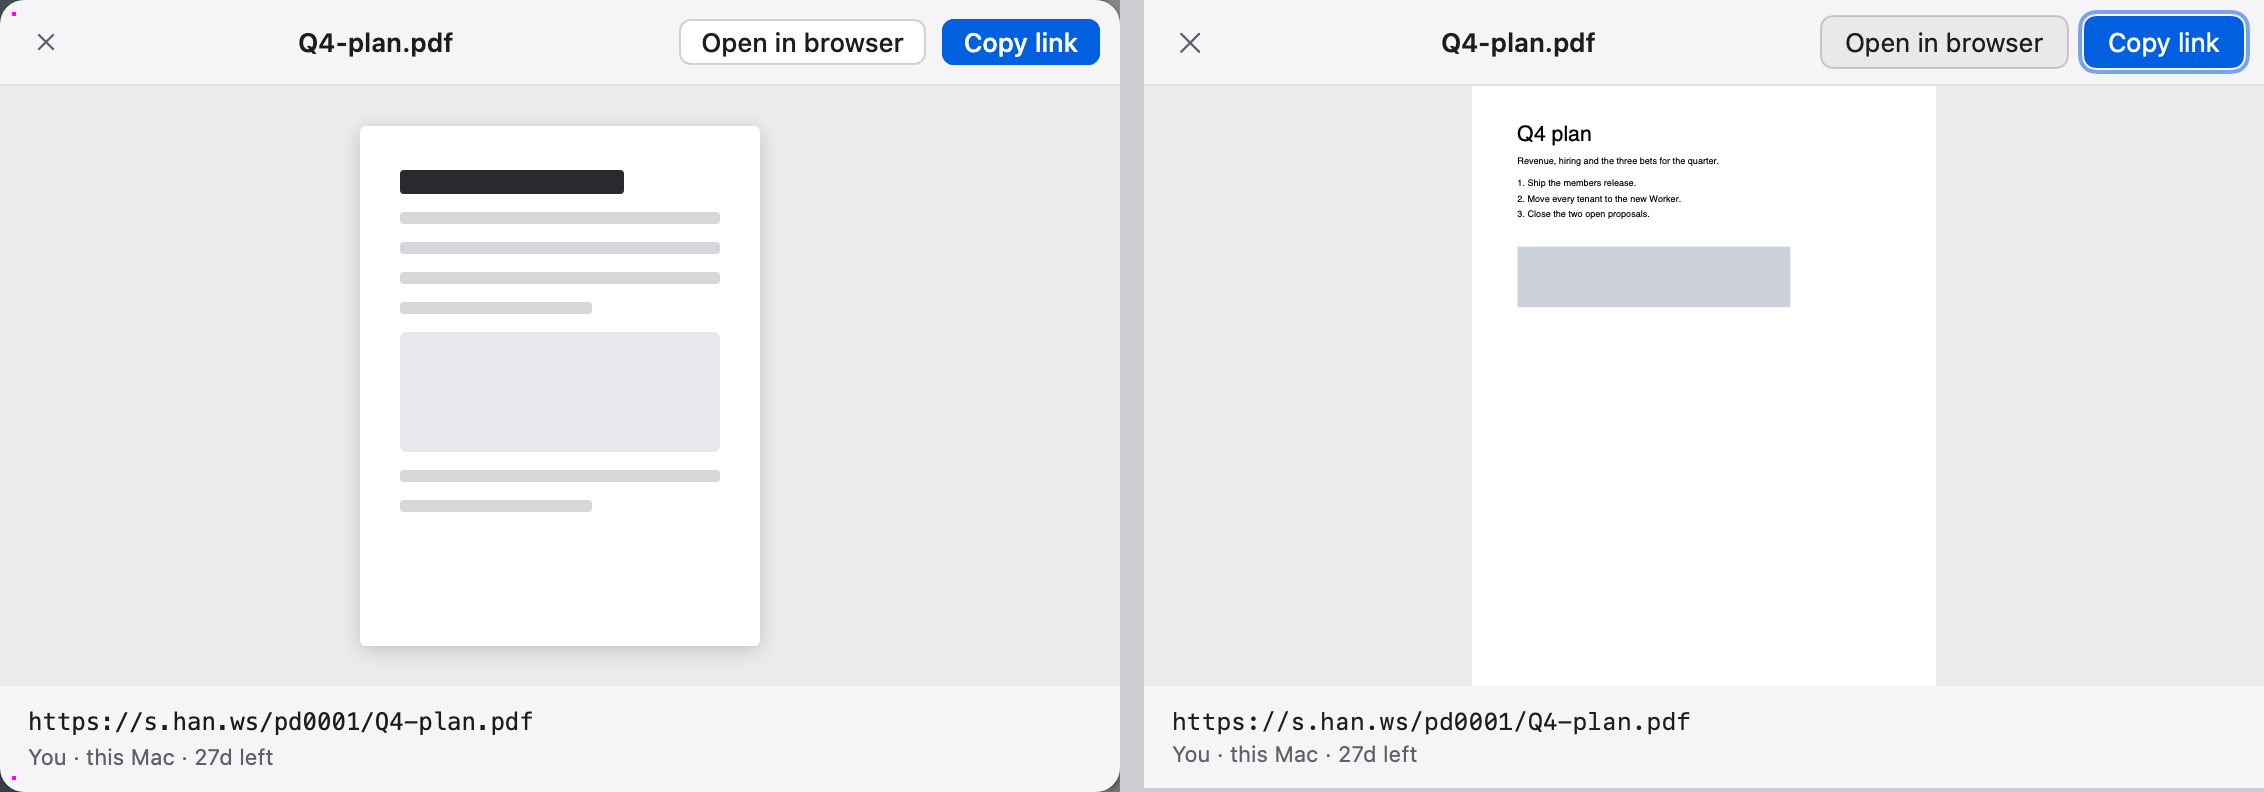 Q4-plan.pdf
Open in browser
Copy link
https://s.han.ws/pd0001/Q4-plan.pdf
You · this Mac · 27d left
Q4-plan.pdf
Open in browser
Copy link
Q4 plan
Revenue, hiring and the three bets for the quarter.
1. Ship the members release.
2. Move every tenant to the new Worker.
3. Close the two open proposals.
https://s.han.ws/pd0001/Q4-plan.pdf
You · this Mac · 27d left